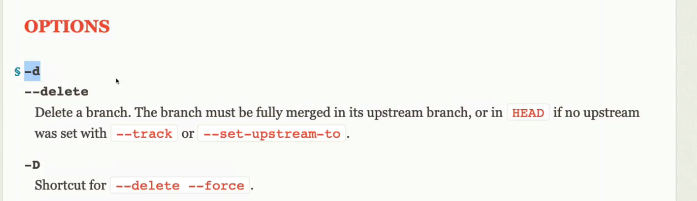 OPTIONS
§ -d
--delete
Delete a branch. The branch must be fully merged in its upstream branch, or in HEAD if no upstream
was set with --track or --set-upstream-to .
-D
Shortcut for --delete --force .